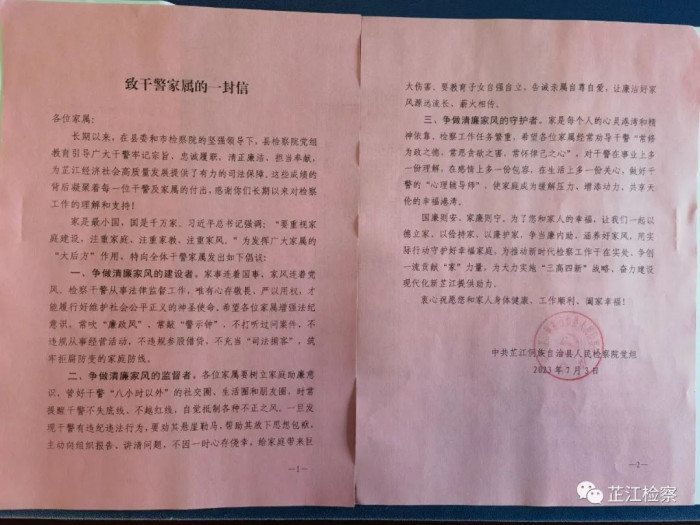 致干警家属的一封信
各位家属：
长期以来，在县委和市检察院的坚强领导下，县检察院党组
教育引导广大干警牢记宗旨，忠诚履职，清正廉洁、担当奉献，
为芷江经济社会高质量发展提供了有力的司法保障，这些成绩的
背后凝聚着每一位干警及家属的付出，感谢你们长期以来对检察
工作的理解和支持！
家是最小国，国是千万家。习近平总书记强调：“要重视家
庭建设，注重家庭、注重家教、注重家风。”为发挥广大家属的
“大后方”作用，特向全体干警家属发出如下倡议：
一、争做清廉家风的建设者。家事连着国事，家风连着党
风。检察干警从事法律监督工作，唯有心存敬畏、严以用权，才
能履行好维护社会公平正义的神圣使命。希望各位家属增强法纪
意识，常吹“廉政风”、常敲“警示钟”，不打听过问案件、不
违规从事经营活动、不违规参股借贷，不充当“司法掮客”，筑
牢拒腐防变的家庭防线。
二、争做清廉家风的监督者。各位家属要树立家庭助廉意
识，管好干警“八小时以外”的社交圈、生活圈和朋友圈，时常
提醒干警不失底线、不越红线，自觉抵制各种不正之风。一旦发
现干警有违纪违法行为，要劝其悬崖勒马，帮助其放下思想包袱，
主动向组织报告、讲清问题，不因一时心存侥幸，给家庭带来巨
—1—
大伤害。要教育子女自强自立，告诫亲属自尊自爱，让廉洁好家
风源远流长、薪火相传。
三、争做清廉家风的守护者。家是每个人的心灵港湾和精
神依靠。检察工作任务繁重，希望各位家属经常劝导干警“常修
为政之德，常思贪欲之害，常怀律己之心”，对干警在事业上多
一份理解，在感情上多一份包容，在生活上多一份关心，做好干
警的“心理辅导师”，使家庭成为缓解压力、增添动力、共享天
伦的幸福港湾。
国廉则安、家廉则宁。为了您和家人的幸福，让我们一起以
德立家、以俭持家、以廉护家，争当廉内助、涵养好家风，用实
际行动守护好幸福家庭，为推动新时代检察工作干在实处、争创
一流贡献“家”力量，为大力实施“三高四新”战略、奋力建设
现代化新芷江提供助力。
衷心祝愿您和家人身体健康、工作顺利、阖家幸福！
中共芷江侗族自治县人民检察院党组
2023年7月3日
—2—
芷江检察